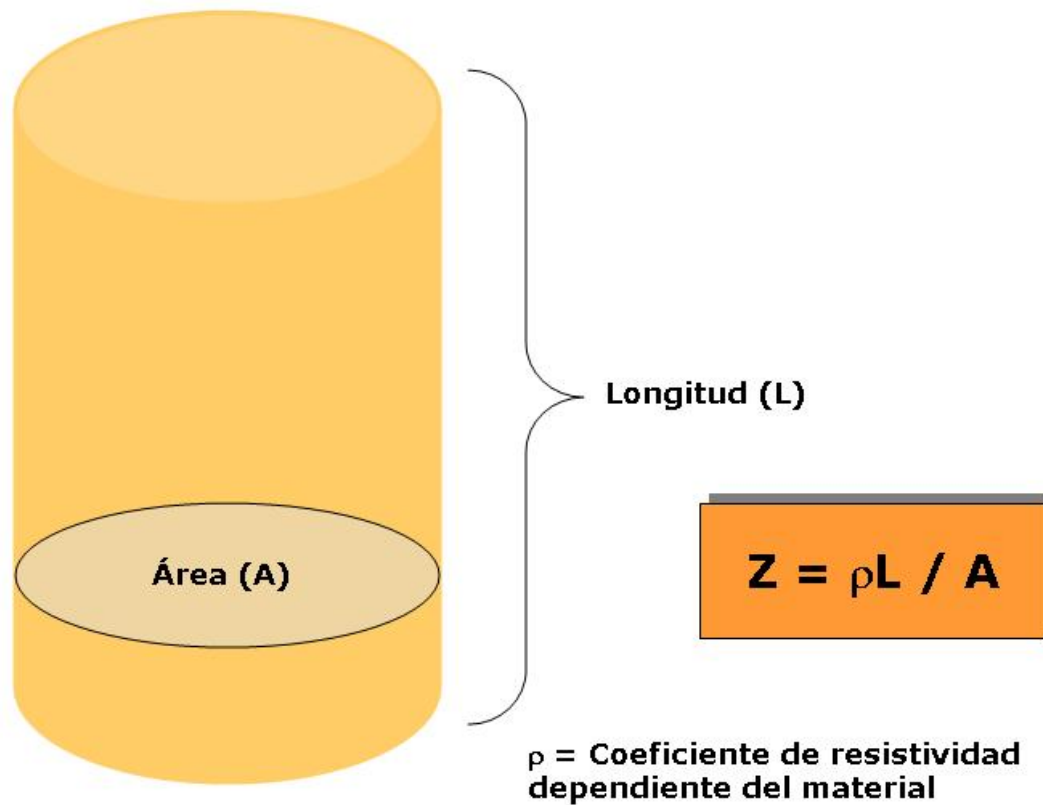 Longitud (L)
Área (A)
Z = ρL / A
ρ = Coeficiente de resistividad
dependiente del material